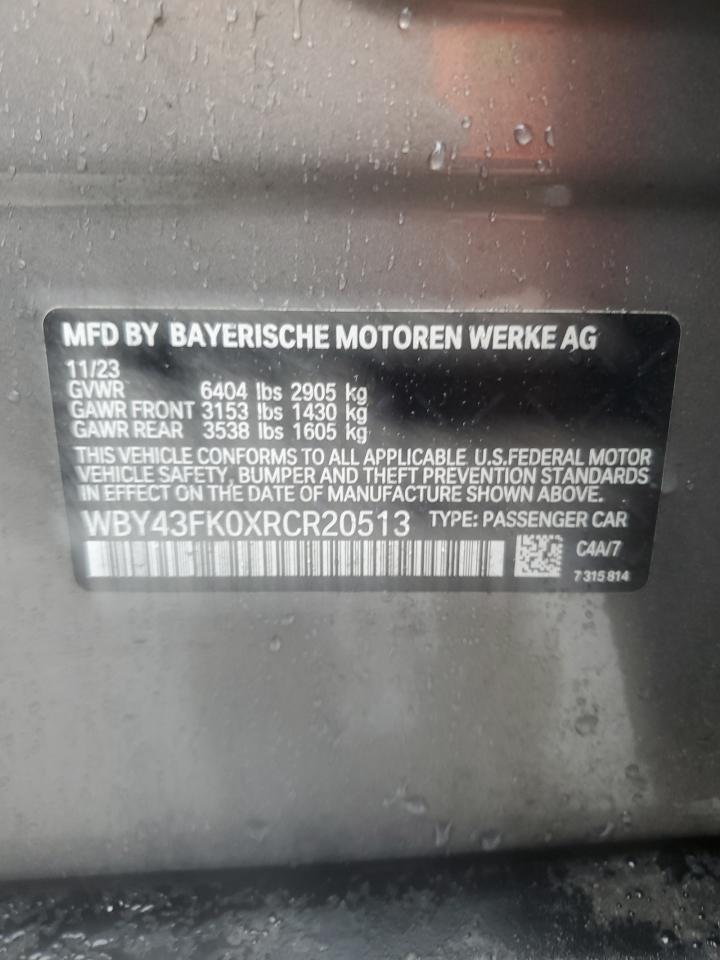 MFD BY BAYERISCHE MOTOREN WERKE AG
11/23
GVWR 6404 lbs 2905 kg
GAWR FRONT 3153 lbs 1430 kg
GAWR REAR 3538 lbs 1605 kg
THIS VEHICLE CONFORMS TO ALL APPLICABLE U.S.FEDERAL MOTOR
VEHICLE SAFETY, BUMPER AND THEFT PREVENTION STANDARDS
IN EFFECT ON THE DATE OF MANUFACTURE SHOWN ABOVE.
WBY43FK0XRCR20513 TYPE: PASSENGER CAR
C4A/7
7 315 814